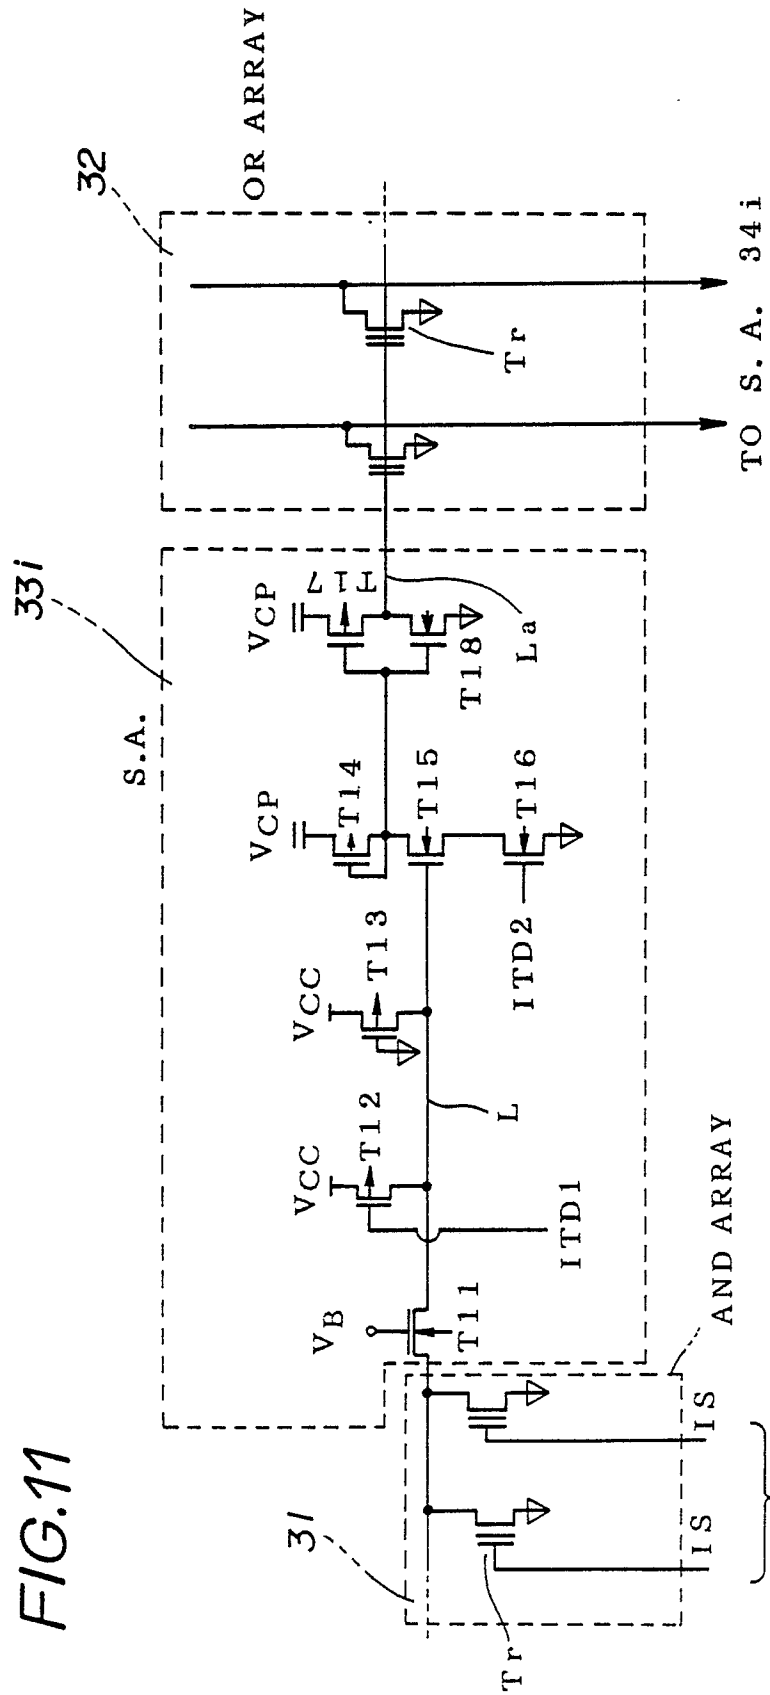 FIG.11
31
Tr
IS
IS
AND ARRAY
33i
S.A.
VB
T11
VCC
T12
ITD1
L
VCC
T13
VCP
T14
T15
T16
ITD2
VCP
T17
T18
La
32
OR ARRAY
Tr
TO S. A. 34i